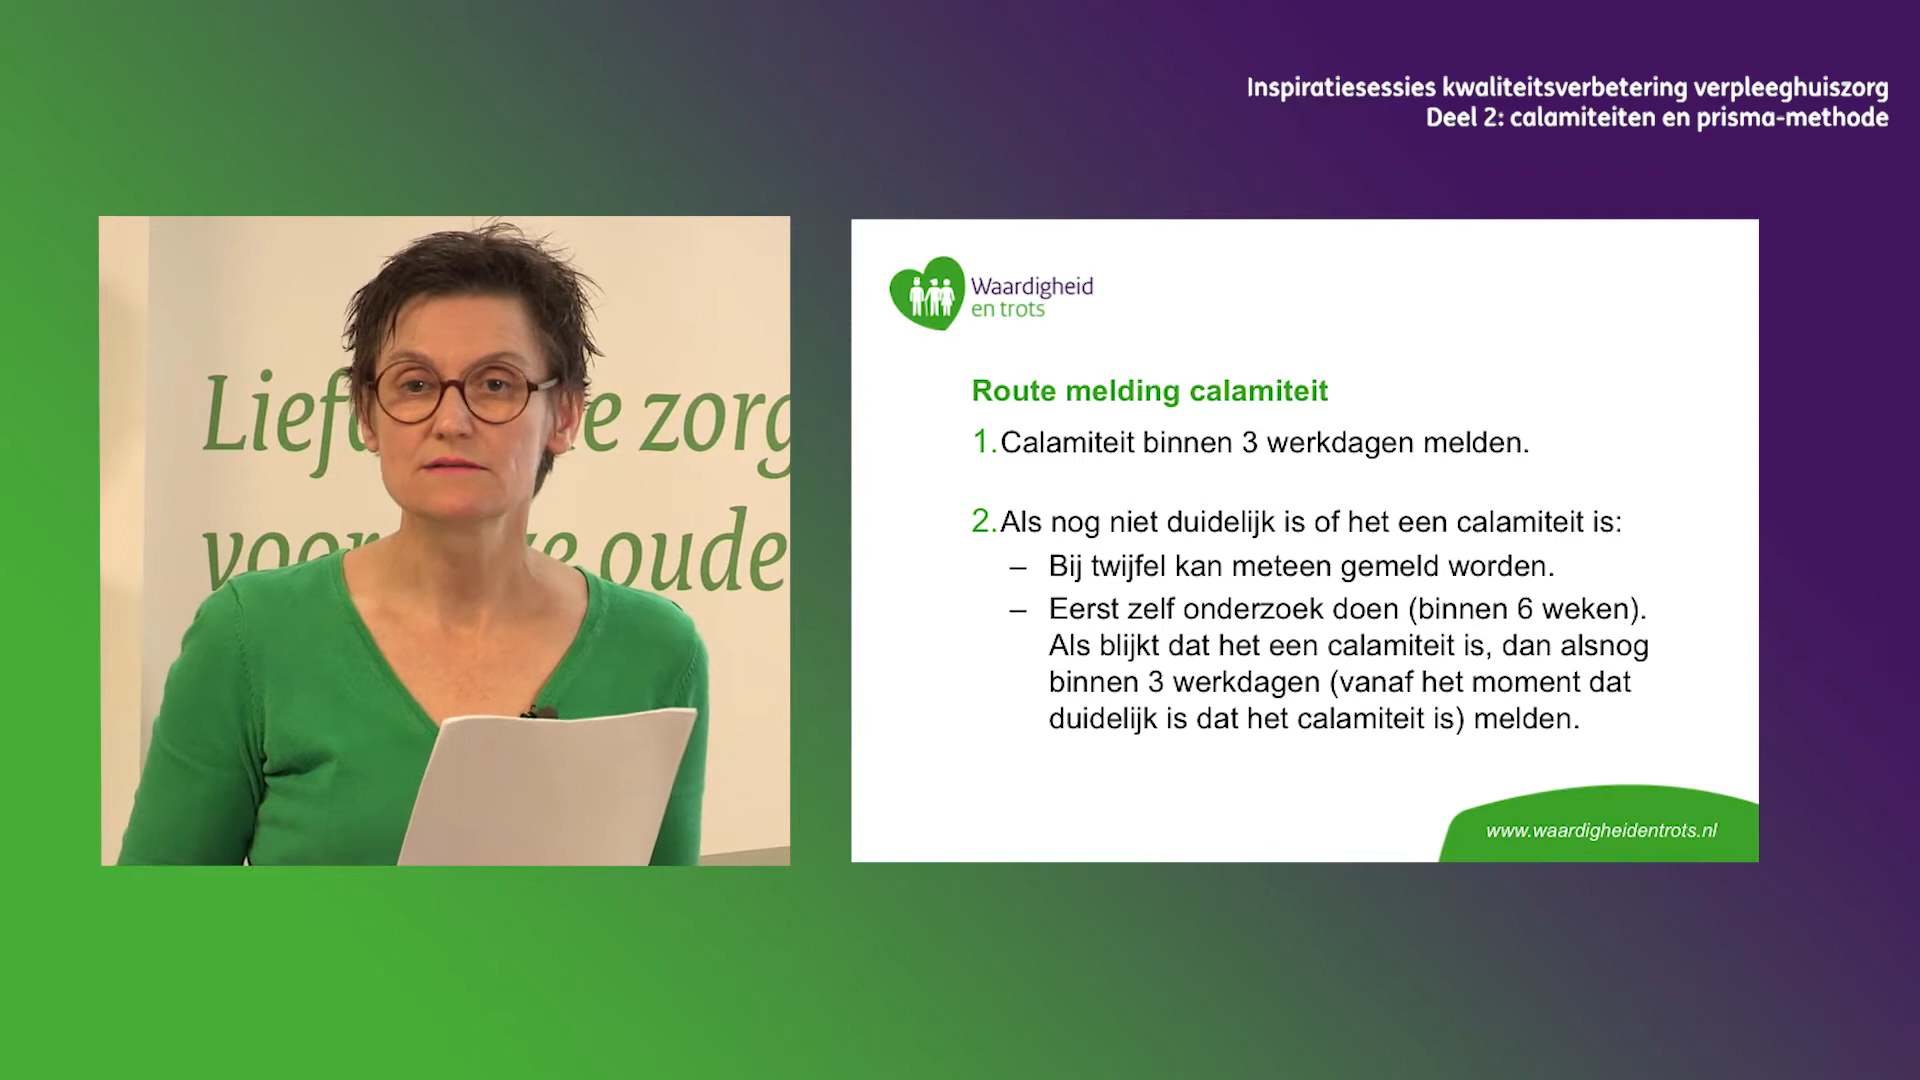 Inspiratiesessies kwaliteitsverbetering verpleeghuiszorg
Deel 2: calamiteiten en prisma-methode
zorg
voor oude
Waardigheid
en trots
Route melding calamiteit
1. Calamiteit binnen 3 werkdagen melden.
2. Als nog niet duidelijk is of het een calamiteit is:
– Bij twijfel kan meteen gemeld worden.
– Eerst zelf onderzoek doen (binnen 6 weken).
Als blijkt dat het een calamiteit is, dan alsnog
binnen 3 werkdagen (vanaf het moment dat
duidelijk is dat het calamiteit is) melden.
www.waardigheidentrots.nl